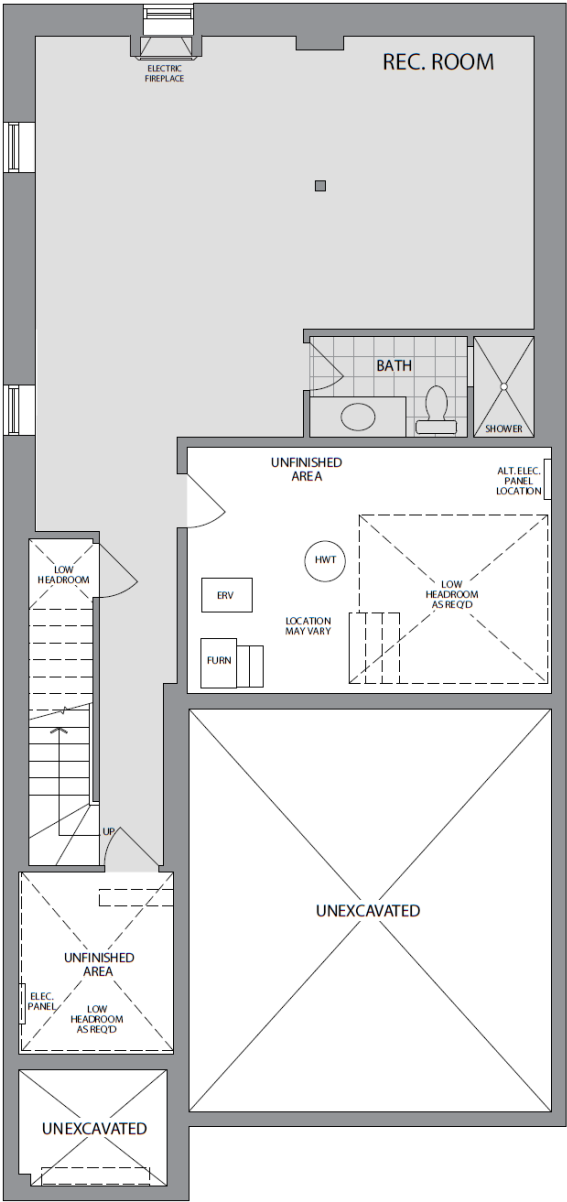 ELECTRIC
FIREPLACE
REC. ROOM
BATH
SHOWER
UNFINISHED
AREA
ALT. ELEC.
PANEL
LOCATION
LOW
HEADROOM
HWT
LOW
HEADROOM
AS REQ'D
ERV
LOCATION
MAY VARY
FURN
UP
UNEXCAVATED
UNFINISHED
AREA
ELEC.
PANEL
LOW
HEADROOM
AS REQ'D
UNEXCAVATED